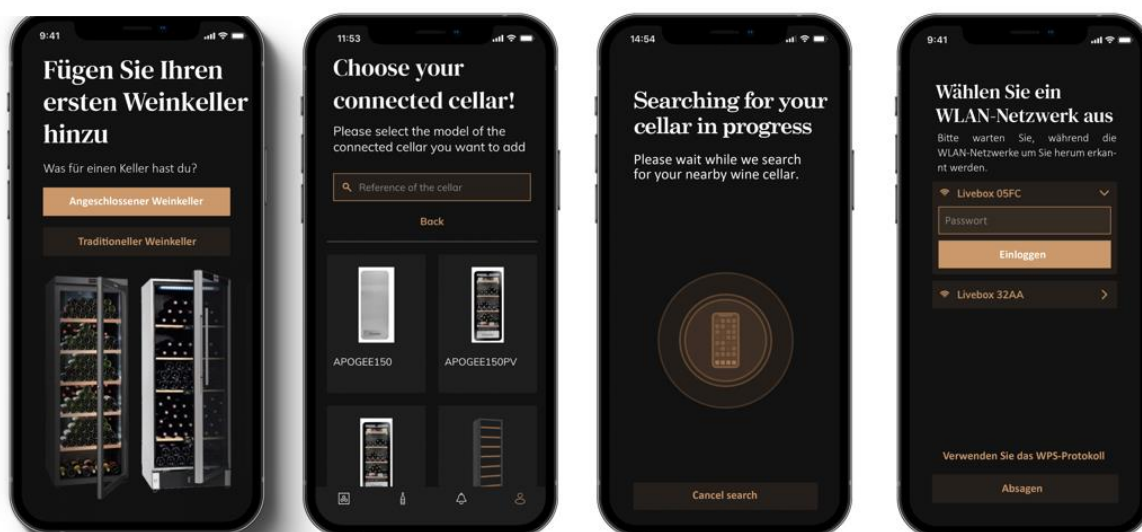 9:41
Fügen Sie Ihren
ersten Weinkeller
hinzu
Was für einen Keller hast du?
Angeschlossener Weinkeller
Traditioneller Weinkeller
11:53
Choose your
connected cellar!
Please select the model of the
connected cellar you want to add
Reference of the cellar
Back
APOGEE150
APOGEE150PV
14:54
Searching for your
cellar in progress
Please wait while we search
for your nearby wine cellar.
Cancel search
9:41
Wählen Sie ein
WLAN-Netzwerk aus
Bitte warten Sie, während die
WLAN-Netzwerke um Sie herum erkan-
nt werden.
Livebox 05FC
Passwort
Einloggen
Livebox 32AA
Verwenden Sie das WPS-Protokoll
Absagen